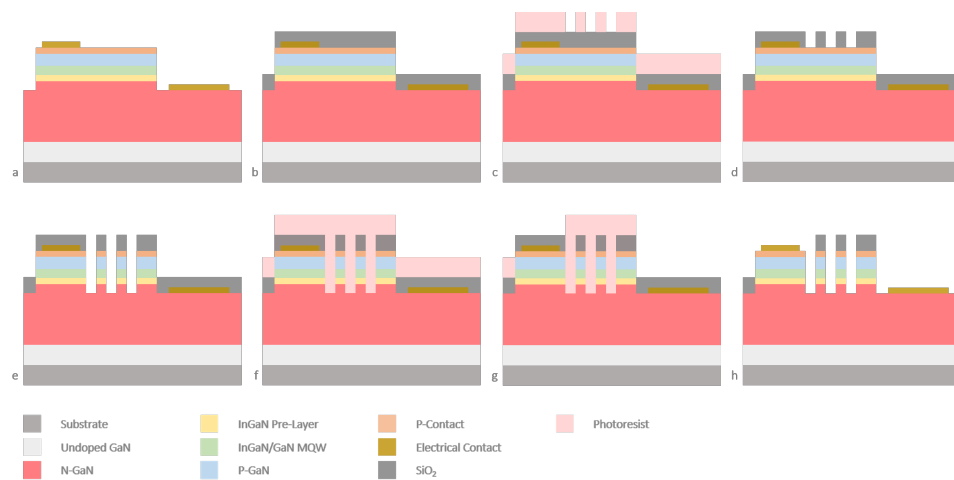 a
b
c
d
e
f
g
h
Substrate
InGaN Pre-Layer
P-Contact
Photoresist
Undoped GaN
InGaN/GaN MQW
Electrical Contact
N-GaN
P-GaN
SiO₂